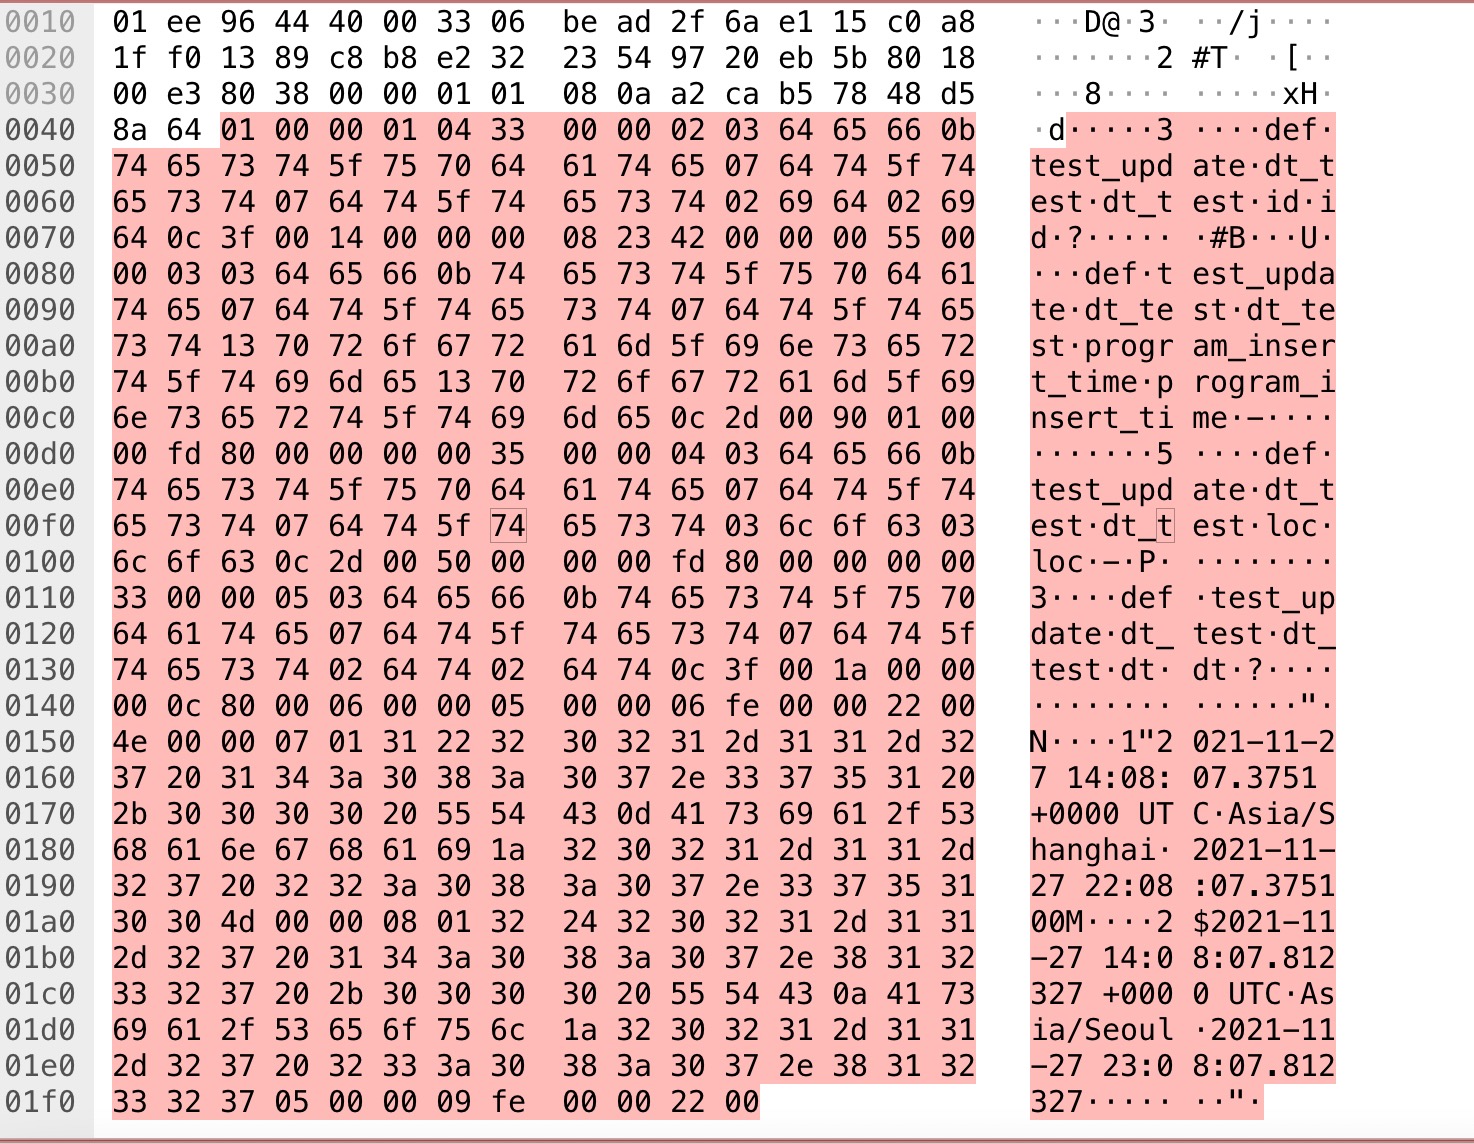 0010 01 ee 96 44 40 00 33 06 be ad 2f 6a e1 15 c0 a8 ···D@·3· ··/j····
0020 1f f0 13 89 c8 b8 e2 32 23 54 97 20 eb 5b 80 18 ·······2 #T· ·[··
0030 00 e3 80 38 00 00 01 01 08 0a a2 ca b5 78 48 d5 ···8···· ·····xH·
0040 8a 64 01 00 00 01 04 33 00 00 02 03 64 65 66 0b ·d·····3 ····def·
0050 74 65 73 74 5f 75 70 64 61 74 65 07 64 74 5f 74 test_upd ate·dt_t
0060 65 73 74 07 64 74 5f 74 65 73 74 02 69 64 02 69 est·dt_t est·id·i
0070 64 0c 3f 00 14 00 00 00 08 23 42 00 00 00 55 00 d·?····· ·#B···U·
0080 00 03 03 64 65 66 0b 74 65 73 74 5f 75 70 64 61 ···def·t est_upda
0090 74 65 07 64 74 5f 74 65 73 74 07 64 74 5f 74 65 te·dt_te st·dt_te
00a0 73 74 13 70 72 6f 67 72 61 6d 5f 69 6e 73 65 72 st·progr am_inser
00b0 74 5f 74 69 6d 65 13 70 72 6f 67 72 61 6d 5f 69 t_time·p rogram_i
00c0 6e 73 65 72 74 5f 74 69 6d 65 0c 2d 00 90 01 00 nsert_ti me·-····
00d0 00 fd 80 00 00 00 00 35 00 00 04 03 64 65 66 0b ·······5 ····def·
00e0 74 65 73 74 5f 75 70 64 61 74 65 07 64 74 5f 74 test_upd ate·dt_t
00f0 65 73 74 07 64 74 5f 74 65 73 74 03 6c 6f 63 03 est·dt_t est·loc·
0100 6c 6f 63 0c 2d 00 50 00 00 00 fd 80 00 00 00 00 loc·-·P· ········
0110 33 00 00 05 03 64 65 66 0b 74 65 73 74 5f 75 70 3····def ·test_up
0120 64 61 74 65 07 64 74 5f 74 65 73 74 07 64 74 5f date·dt_ test·dt_
0130 74 65 73 74 02 64 74 02 64 74 0c 3f 00 1a 00 00 test·dt· dt·?····
0140 00 0c 80 00 06 00 00 05 00 00 06 fe 00 00 22 00 ········ ······"·
0150 4e 00 00 07 01 31 22 32 30 32 31 2d 31 31 2d 32 N····1"2 021-11-2
0160 37 20 31 34 3a 30 38 3a 30 37 2e 33 37 35 31 20 7 14:08: 07.3751
0170 2b 30 30 30 30 20 55 54 43 0d 41 73 69 61 2f 53 +0000 UT C·Asia/S
0180 68 61 6e 67 68 61 69 1a 32 30 32 31 2d 31 31 2d hanghai· 2021-11-
0190 32 37 20 32 32 3a 30 38 3a 30 37 2e 33 37 35 31 27 22:08 :07.3751
01a0 30 30 4d 00 00 08 01 32 24 32 30 32 31 2d 31 31 00M····2 $2021-11
01b0 2d 32 37 20 31 34 3a 30 38 3a 30 37 2e 38 31 32 -27 14:0 8:07.812
01c0 33 32 37 20 2b 30 30 30 30 20 55 54 43 0a 41 73 327 +000 0 UTC·As
01d0 69 61 2f 53 65 6f 75 6c 1a 32 30 32 31 2d 31 31 ia/Seoul ·2021-11
01e0 2d 32 37 20 32 33 3a 30 38 3a 30 37 2e 38 31 32 -27 23:0 8:07.812
01f0 33 32 37 05 00 00 09 fe 00 00 22 00 327····· ··"·